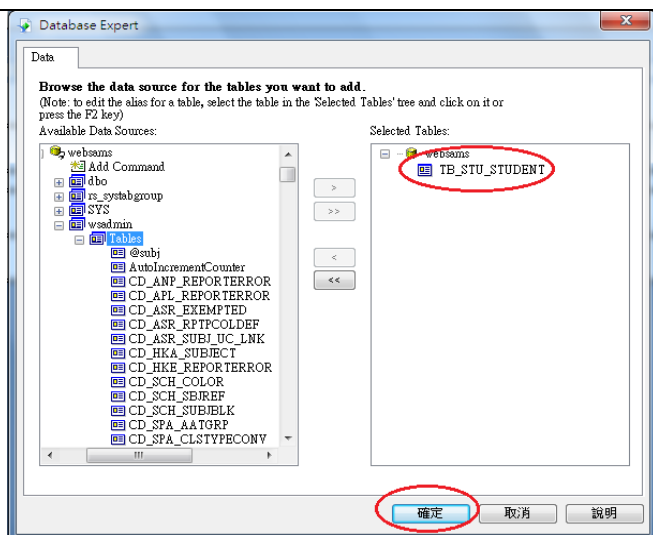 Database Expert
Data
Browse the data source for the tables you want to add.
(Note: to edit the alias for a table, select the table in the 'Selected Tables' tree and click on it or
press the F2 key)
Available Data Sources:
Selected Tables:
websams
Add Command
dbo
rs_systabgroup
SYS
wsadmin
Tables
@subj
AutoIncrementCounter
CD_ANP_REPORTERROR
CD_APL_REPORTERROR
CD_ASR_EXEMPTED
CD_ASR_RPTPCOLDEF
CD_ASR_SUBJ_UC_LNK
CD_HKA_SUBJECT
CD_HKE_REPORTERROR
CD_SCH_COLOR
CD_SCH_SBJREF
CD_SCH_SUBJBLK
CD_SPA_AATGRP
CD_SPA_CLSTYPECONV
>
>>
<
<<
websams
TB_STU_STUDENT
確定 取消 說明